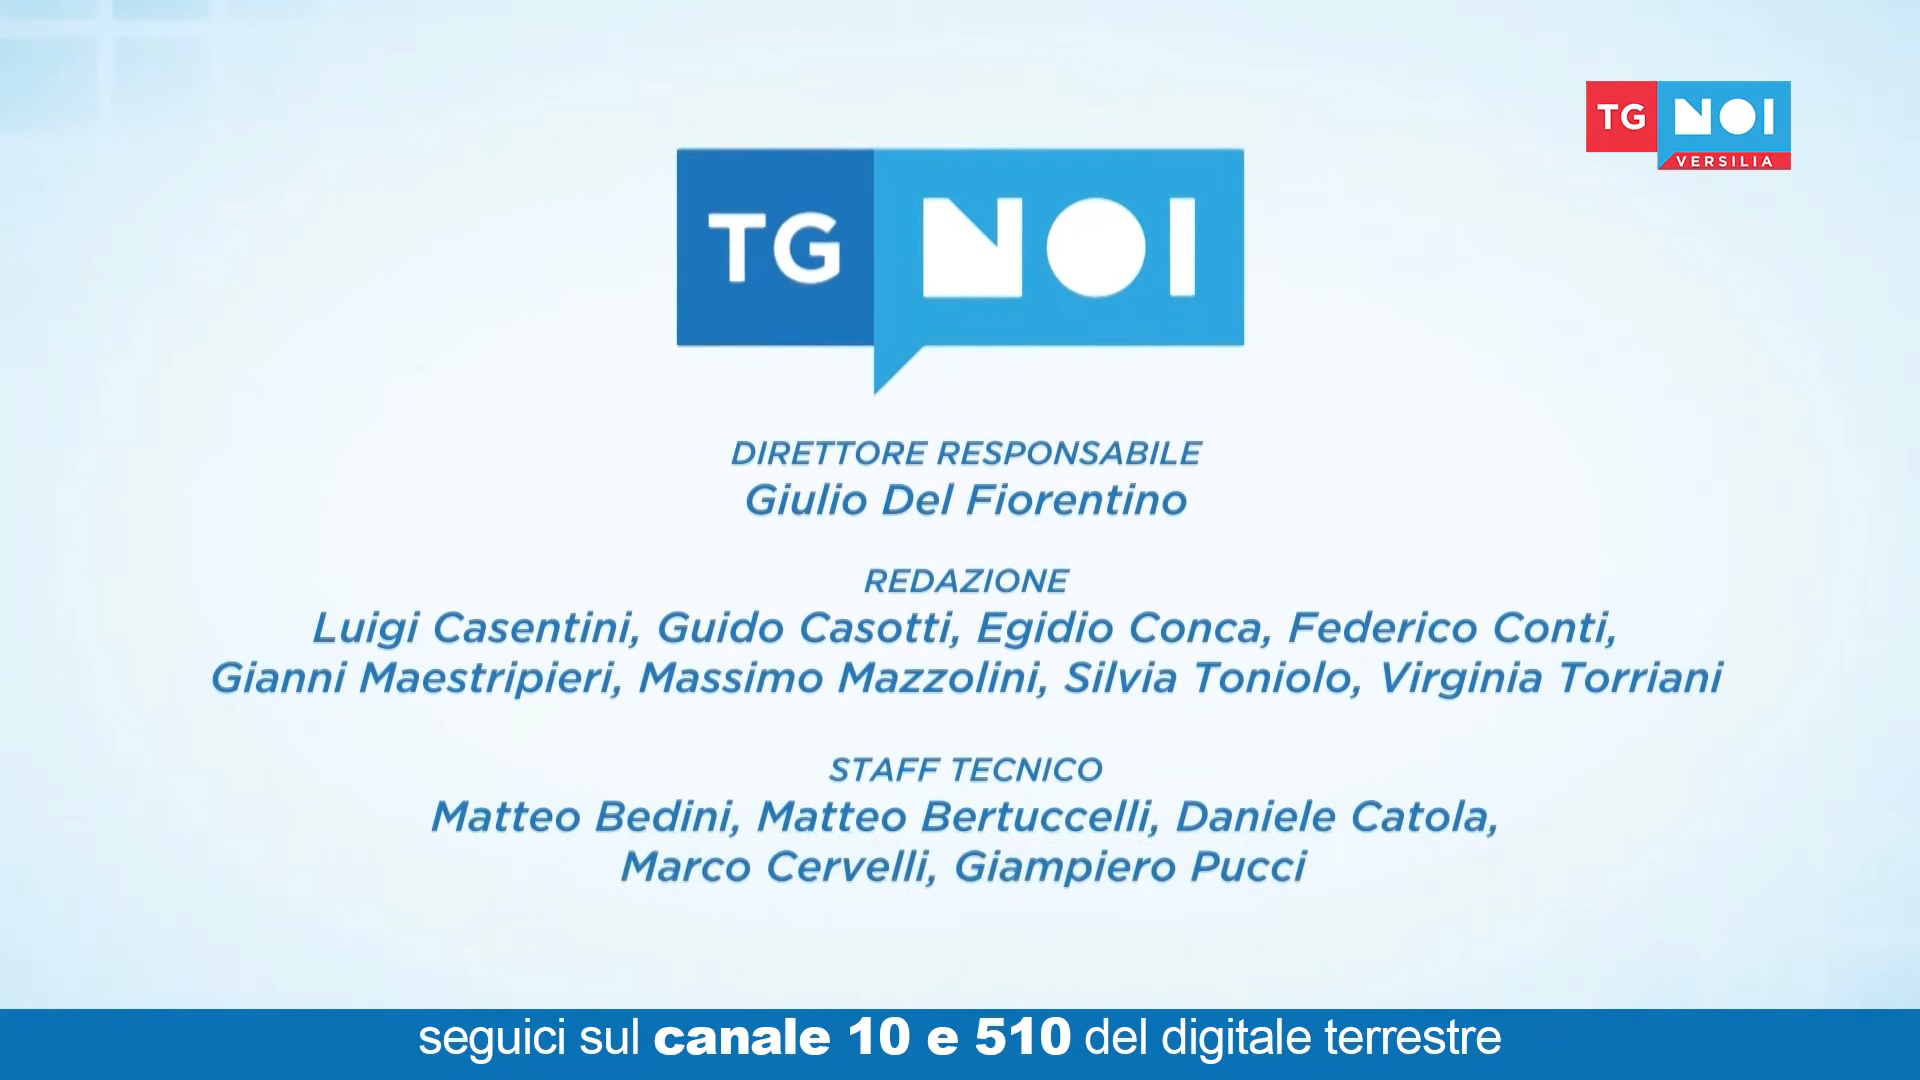 TG NOI
VERSILIA
TG NOI
DIRETTORE RESPONSABILE
Giulio Del Fiorentino
REDAZIONE
Luigi Casentini, Guido Casotti, Egidio Conca, Federico Conti,
Gianni Maestripieri, Massimo Mazzolini, Silvia Toniolo, Virginia Torriani
STAFF TECNICO
Matteo Bedini, Matteo Bertuccelli, Daniele Catola,
Marco Cervelli, Giampiero Pucci
seguici sul canale 10 e 510 del digitale terrestre